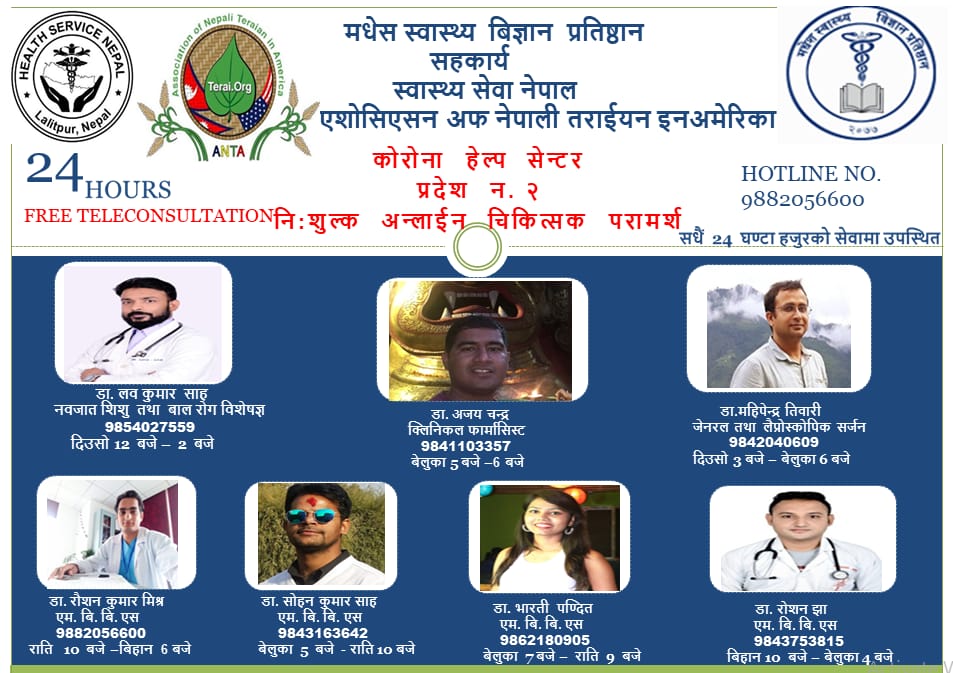 HEALTH SERVICE NEPAL
Lalitpur, Nepal
Association of Nepali Teraian in America
Terai.Org
ANTA
मधेस स्वास्थ्य बिज्ञान प्रतिष्ठान
सहकार्य
स्वास्थ्य सेवा नेपाल
एशोसिएसन अफ नेपाली तराईयन इनअमेरिका
मधेस स्वास्थ्य बिज्ञान प्रतिष्ठान
२०७७
24 HOURS
FREE TELECONSULTATION
कोरोना हेल्प सेन्टर
प्रदेश न. २
नि:शुल्क अन्लाईन चिकित्सक परामर्श
HOTLINE NO.
9882056600
सधैं 24 घण्टा हजुरको सेवामा उपस्थित
डा. लव कुमार साह
नवजात शिशु तथा बाल रोग विशेषज्ञ
9854027559
दिउसो 12 बजे – 2 बजे
डा. अजय चन्द्र
क्लिनिकल फार्मासिस्ट
9841103357
बेलुका 5 बजे –6 बजे
डा.महिपेन्द्र तिवारी
जेनरल तथा लैप्रोस्कोपिक सर्जन
9842040609
दिउसो 3 बजे – बेलुका 6 बजे
डा. रौशन कुमार मिश्र
एम. बि. बि. एस
9882056600
राति 10 बजे –बिहान 6 बजे
डा. सोहन कुमार साह
एम. बि. बि. एस
9843163642
बेलुका 5 बजे - राति 10 बजे
डा. भारती पण्डित
एम. बि. बि. एस
9862180905
बेलुका 7 बजे – राति 9 बजे
डा. रोशन झा
एम. बि. बि. एस
9843753815
बिहान 10 बजे – बेलुका 4 बजे